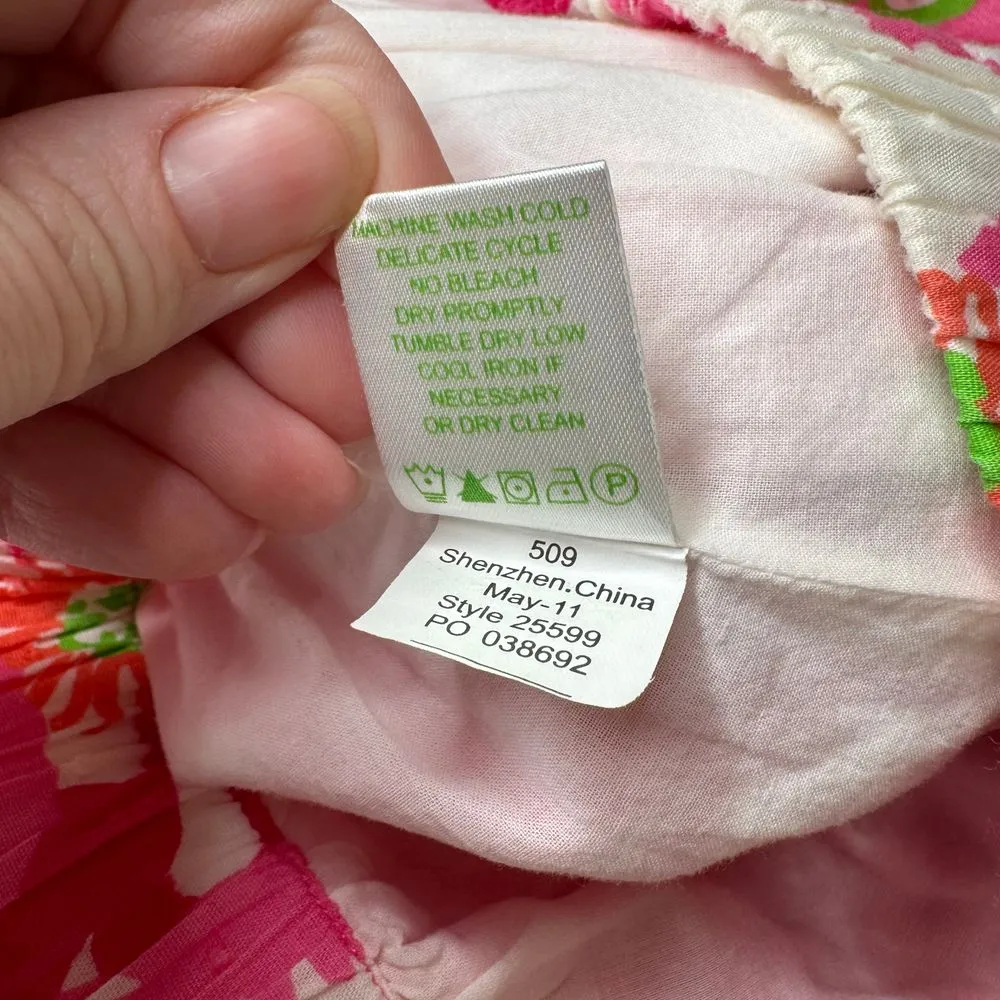 MACHINE WASH COLD
DELICATE CYCLE
NO BLEACH
DRY PROMPTLY
TUMBLE DRY LOW
COOL IRON IF
NECESSARY
OR DRY CLEAN
P
509
Shenzhen.China
May-11
Style 25599
PO 038692